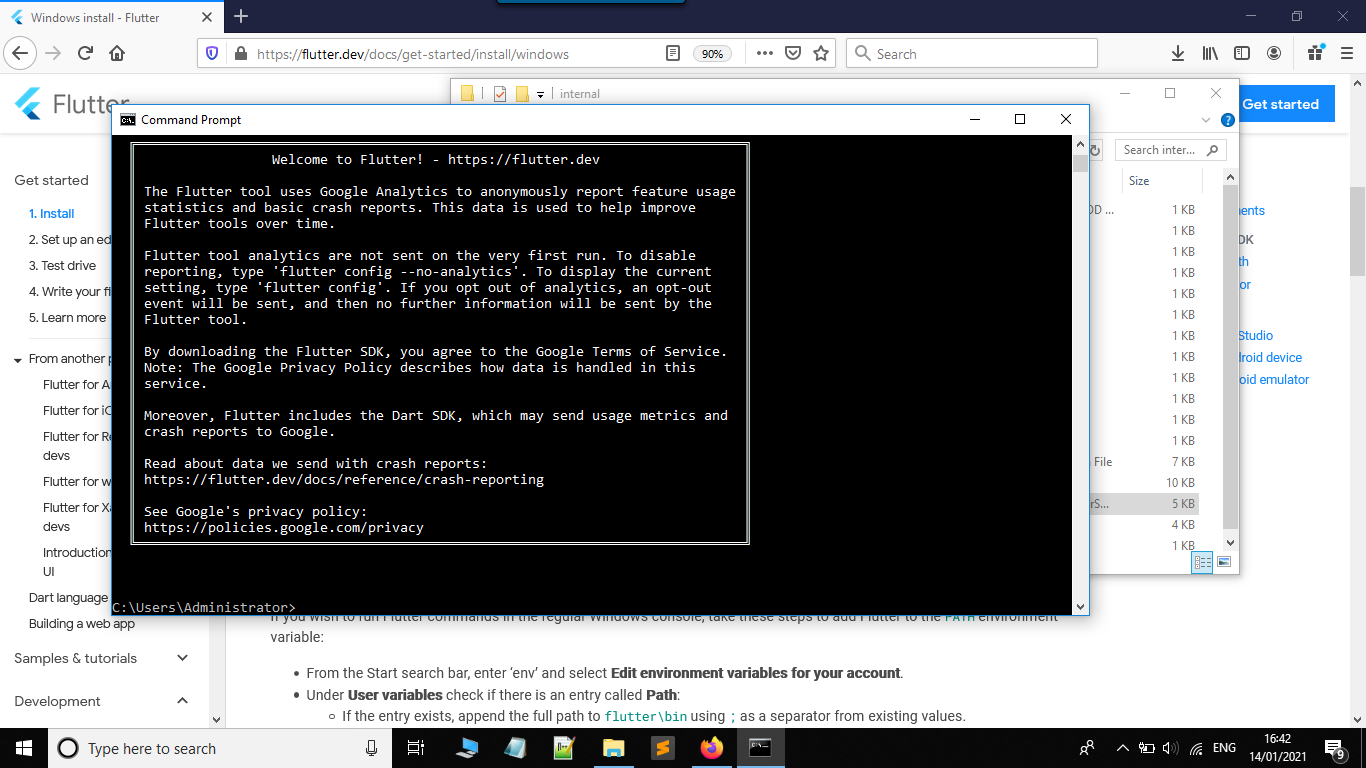 Windows install - Flutter
https://flutter.dev/docs/get-started/install/windows
90%
Search
Flutter
internal
Get started
Command Prompt
Search inter...
Size
Get started
1. Install
2. Set up an ed
3. Test drive
4. Write your fi
5. Learn more
From another p
Flutter for A
Flutter for iO
Flutter for Re
devs
Flutter for w
Flutter for Xa
devs
Introduction
UI
Dart language
Building a web app
Samples & tutorials
Development
Welcome to Flutter! - https://flutter.dev
The Flutter tool uses Google Analytics to anonymously report feature usage
statistics and basic crash reports. This data is used to help improve
Flutter tools over time.
Flutter tool analytics are not sent on the very first run. To disable
reporting, type 'flutter config --no-analytics'. To display the current
setting, type 'flutter config'. If you opt out of analytics, an opt-out
event will be sent, and then no further information will be sent by the
Flutter tool.
By downloading the Flutter SDK, you agree to the Google Terms of Service.
Note: The Google Privacy Policy describes how data is handled in this
service.
Moreover, Flutter includes the Dart SDK, which may send usage metrics and
crash reports to Google.
Read about data we send with crash reports:
https://flutter.dev/docs/reference/crash-reporting
See Google's privacy policy:
https://policies.google.com/privacy
C:\Users\Administrator>
OD ... 1 KB
1 KB
1 KB
1 KB
1 KB
1 KB
1 KB
1 KB
1 KB
1 KB
1 KB
1 KB
File 7 KB
10 KB
rS... 5 KB
4 KB
1 KB
ents
DK
th
or
Studio
droid device
oid emulator
If you wish to run Flutter commands in the regular Windows console, take these steps to add Flutter to the PATH environment
variable:
From the Start search bar, enter ‘env’ and select Edit environment variables for your account.
Under User variables check if there is an entry called Path:
If the entry exists, append the full path to flutter\bin using ; as a separator from existing values.
Type here to search
ENG
16:42
14/01/2021
9